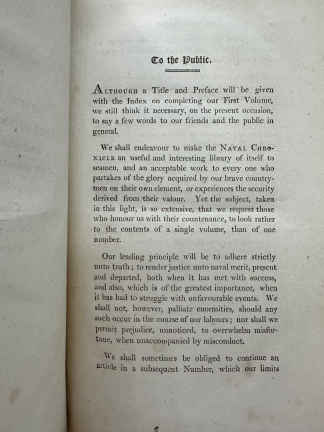 To the Public.
ALTHOUGH a Title and Preface will be given
with the Index on completing our First Volume,
we still think it necessary, on the present occasion,
to say a few words to our friends and the public in
general.
We shall endeavour to make the NAVAL CHRO-
NICLE an useful and interesting library of itself to
seamen, and an acceptable work to every one who
partakes of the glory acquired by our brave country-
men on their own element, or experiences the security
derived from their valour. Yet the subject, taken
in this light, is so extensive, that we request those
who honour us with their countenance, to look rather
to the contents of a single volume, than of one
number.
Our leading principle will be to adhere strictly
unto truth; to render justice unto naval merit, present
and departed, both when it has met with success,
and also, which is of the greatest importance, when
it has had to struggle with unfavourable events. We
shall not, however, palliate enormities, should any
such occur in the course of our labours; nor shall we
permit prejudice, unnoticed, to overwhelm misfor-
tune, when unaccompanied by misconduct.
We shall sometimes be obliged to continue an
article in a subsequent Number, which our limits